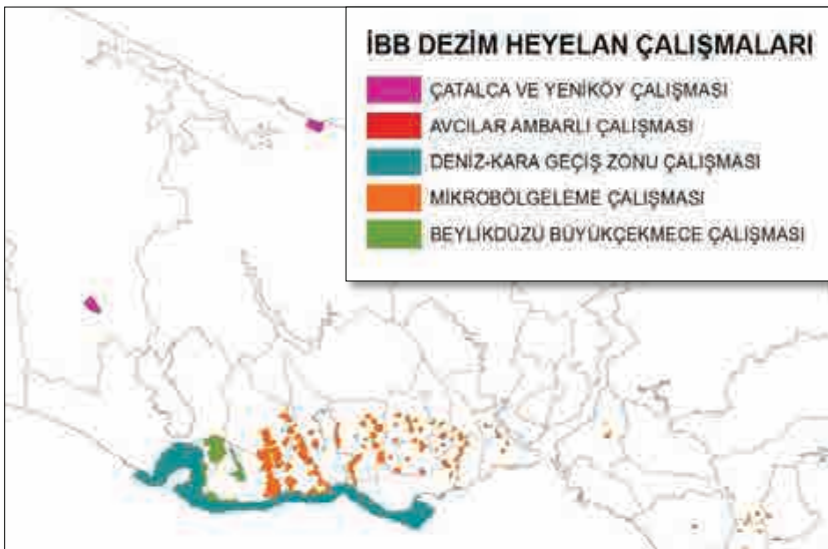 İBB DEZİM HEYELAN ÇALIŞMALARI
ÇATALCA VE YENİKÖY ÇALIŞMASI
AVCILAR AMBARLI ÇALIŞMASI
DENİZ-KARA GEÇİŞ ZONU ÇALIŞMASI
MİKROBÖLGELEME ÇALIŞMASI
BEYLİKDÜZÜ BÜYÜKÇEKMECE ÇALIŞMASI